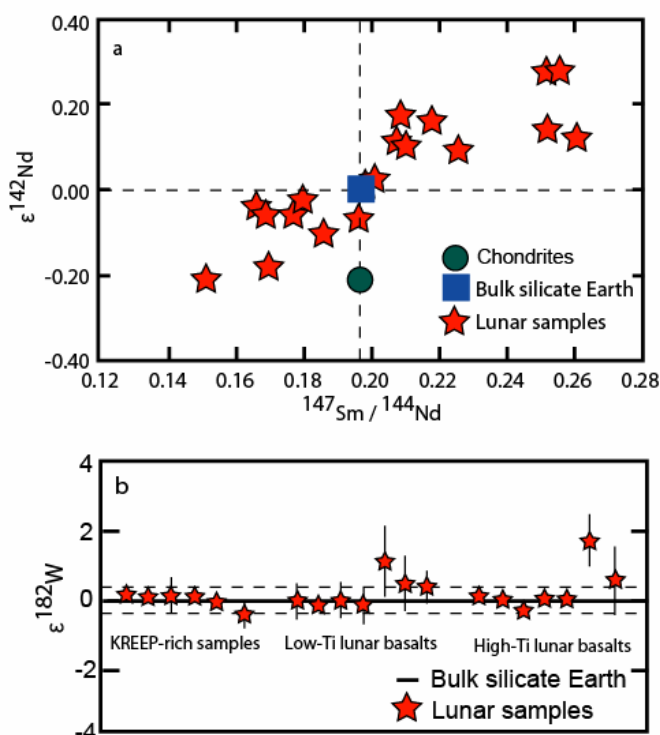 0.40
a
0.20
0.00
-0.20
-0.40
ε142Nd
Chondrites
Bulk silicate Earth
Lunar samples
0.12 0.14 0.16 0.18 0.20 0.22 0.24 0.26 0.28
147Sm / 144Nd
4
b
2
0
-2
-4
ε182W
KREEP-rich samples Low-Ti lunar basalts High-Ti lunar basalts
Bulk silicate Earth
Lunar samples